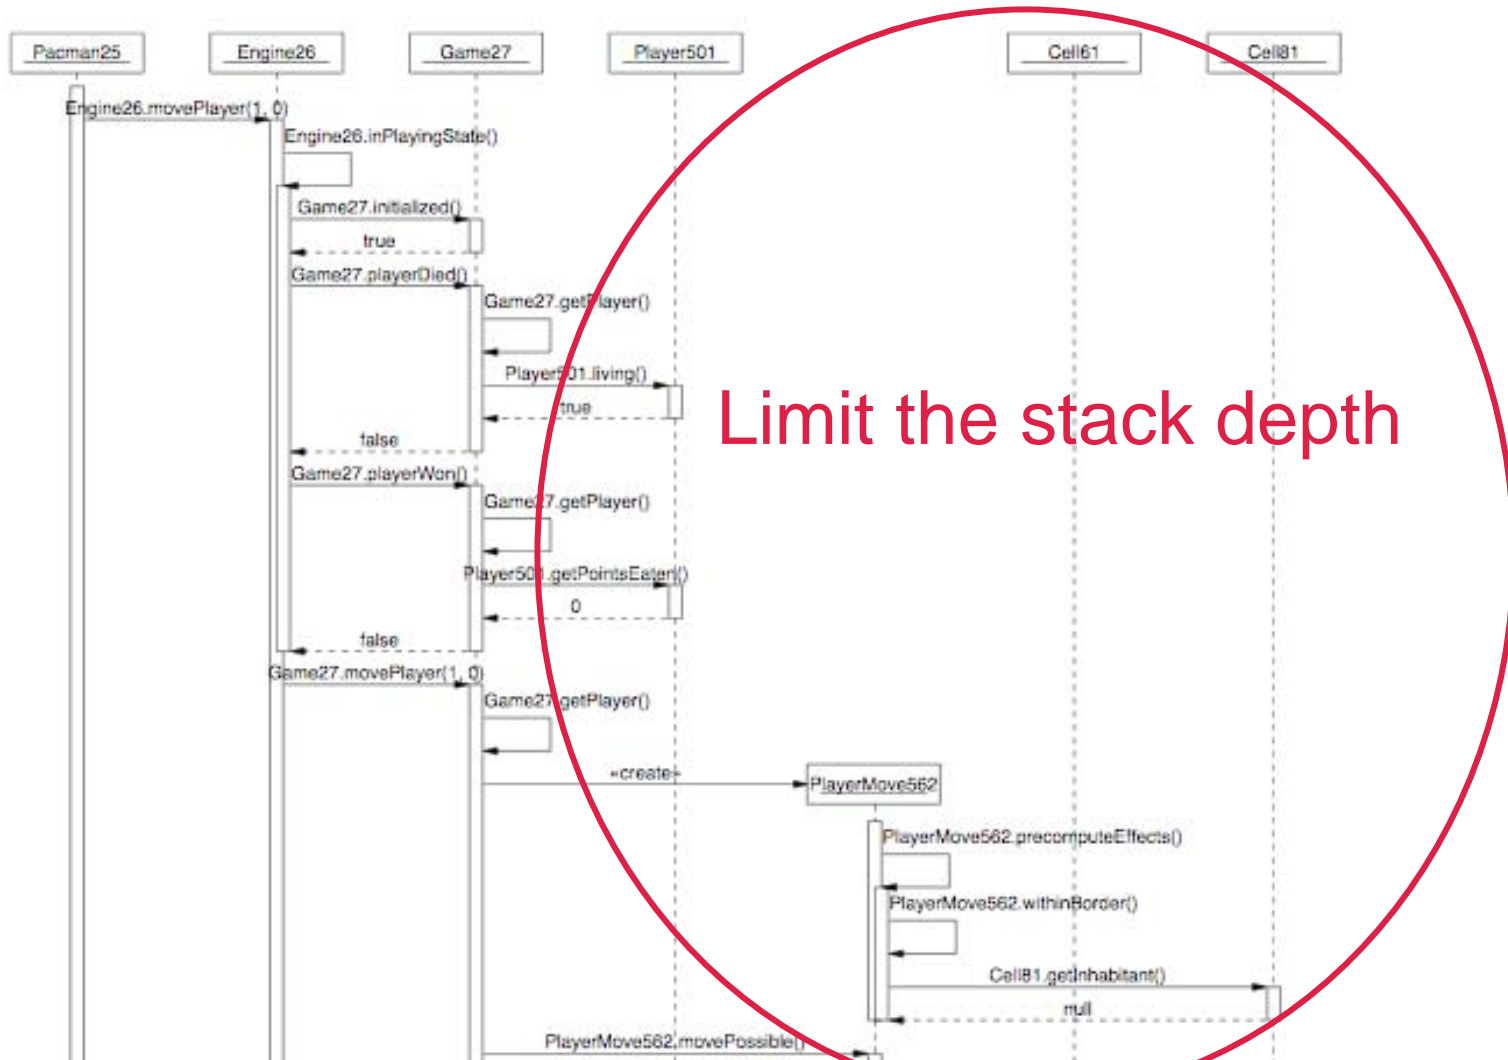 Pacman25 Engine26 Game27 Player501 Cell61 Cell81
Engine26.movePlayer(1, 0)
Engine26.inPlayingState()
Game27.initialized()
true
Game27.playerDied()
Game27.getPlayer()
Player501.living()
true
Limit the stack depth
false
Game27.playerWon()
Game27.getPlayer()
Player501.getPointsEaten()
0
false
Game27.movePlayer(1, 0)
Game27.getPlayer()
«create»
PlayerMove562
PlayerMove562.precomputeEffects()
PlayerMove562.withinBorder()
Cell81.getInhabitant()
null
PlayerMove562.movePossible()